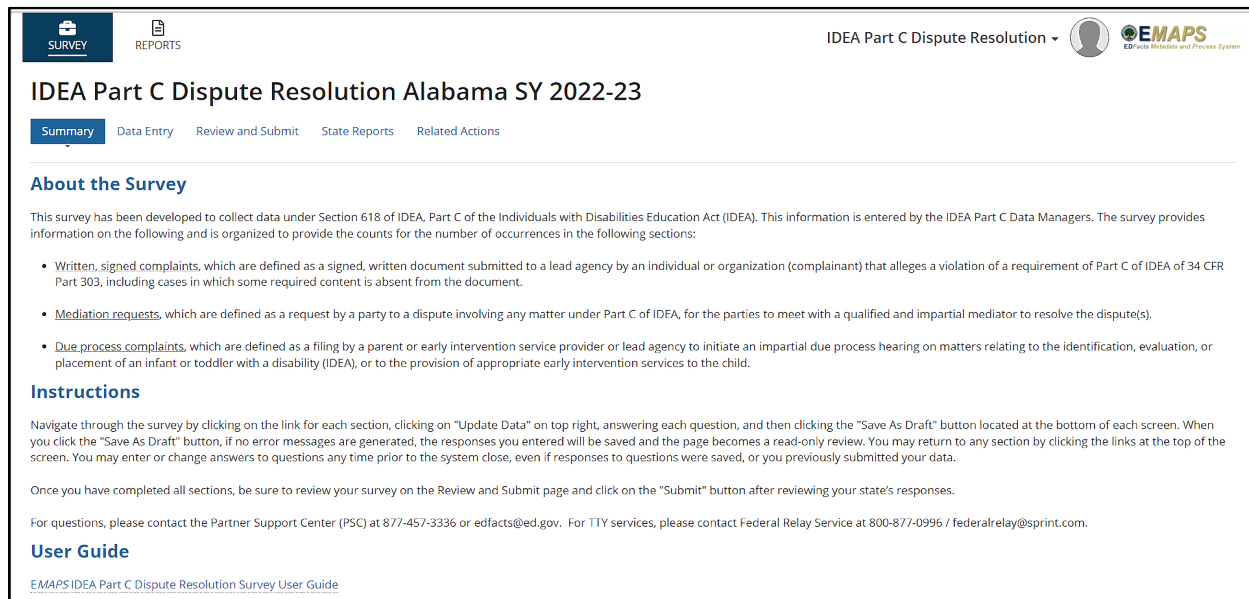 SURVEY
REPORTS
IDEA Part C Dispute Resolution
EMAPS
EDFacts Metadata and Process System
IDEA Part C Dispute Resolution Alabama SY 2022-23
Summary Data Entry Review and Submit State Reports Related Actions
About the Survey
This survey has been developed to collect data under Section 618 of IDEA, Part C of the Individuals with Disabilities Education Act (IDEA). This information is entered by the IDEA Part C Data Managers. The survey provides
information on the following and is organized to provide the counts for the number of occurrences in the following sections:
• Written, signed complaints, which are defined as a signed, written document submitted to a lead agency by an individual or organization (complainant) that alleges a violation of a requirement of Part C of IDEA of 34 CFR
Part 303, including cases in which some required content is absent from the document.
• Mediation requests, which are defined as a request by a party to a dispute involving any matter under Part C of IDEA, for the parties to meet with a qualified and impartial mediator to resolve the dispute(s).
• Due process complaints, which are defined as a filing by a parent or early intervention service provider or lead agency to initiate an impartial due process hearing on matters relating to the identification, evaluation, or
placement of an infant or toddler with a disability (IDEA), or to the provision of appropriate early intervention services to the child.
Instructions
Navigate through the survey by clicking on the link for each section, clicking on "Update Data" on top right, answering each question, and then clicking the "Save As Draft" button located at the bottom of each screen. When
you click the "Save As Draft" button, if no error messages are generated, the responses you entered will be saved and the page becomes a read-only review. You may return to any section by clicking the links at the top of the
screen. You may enter or change answers to questions any time prior to the system close, even if responses to questions were saved, or you previously submitted your data.
Once you have completed all sections, be sure to review your survey on the Review and Submit page and click on the "Submit" button after reviewing your state's responses.
For questions, please contact the Partner Support Center (PSC) at 877-457-3336 or edfacts@ed.gov. For TTY services, please contact Federal Relay Service at 800-877-0996 / federalrelay@sprint.com.
User Guide
EMAPS IDEA Part C Dispute Resolution Survey User Guide